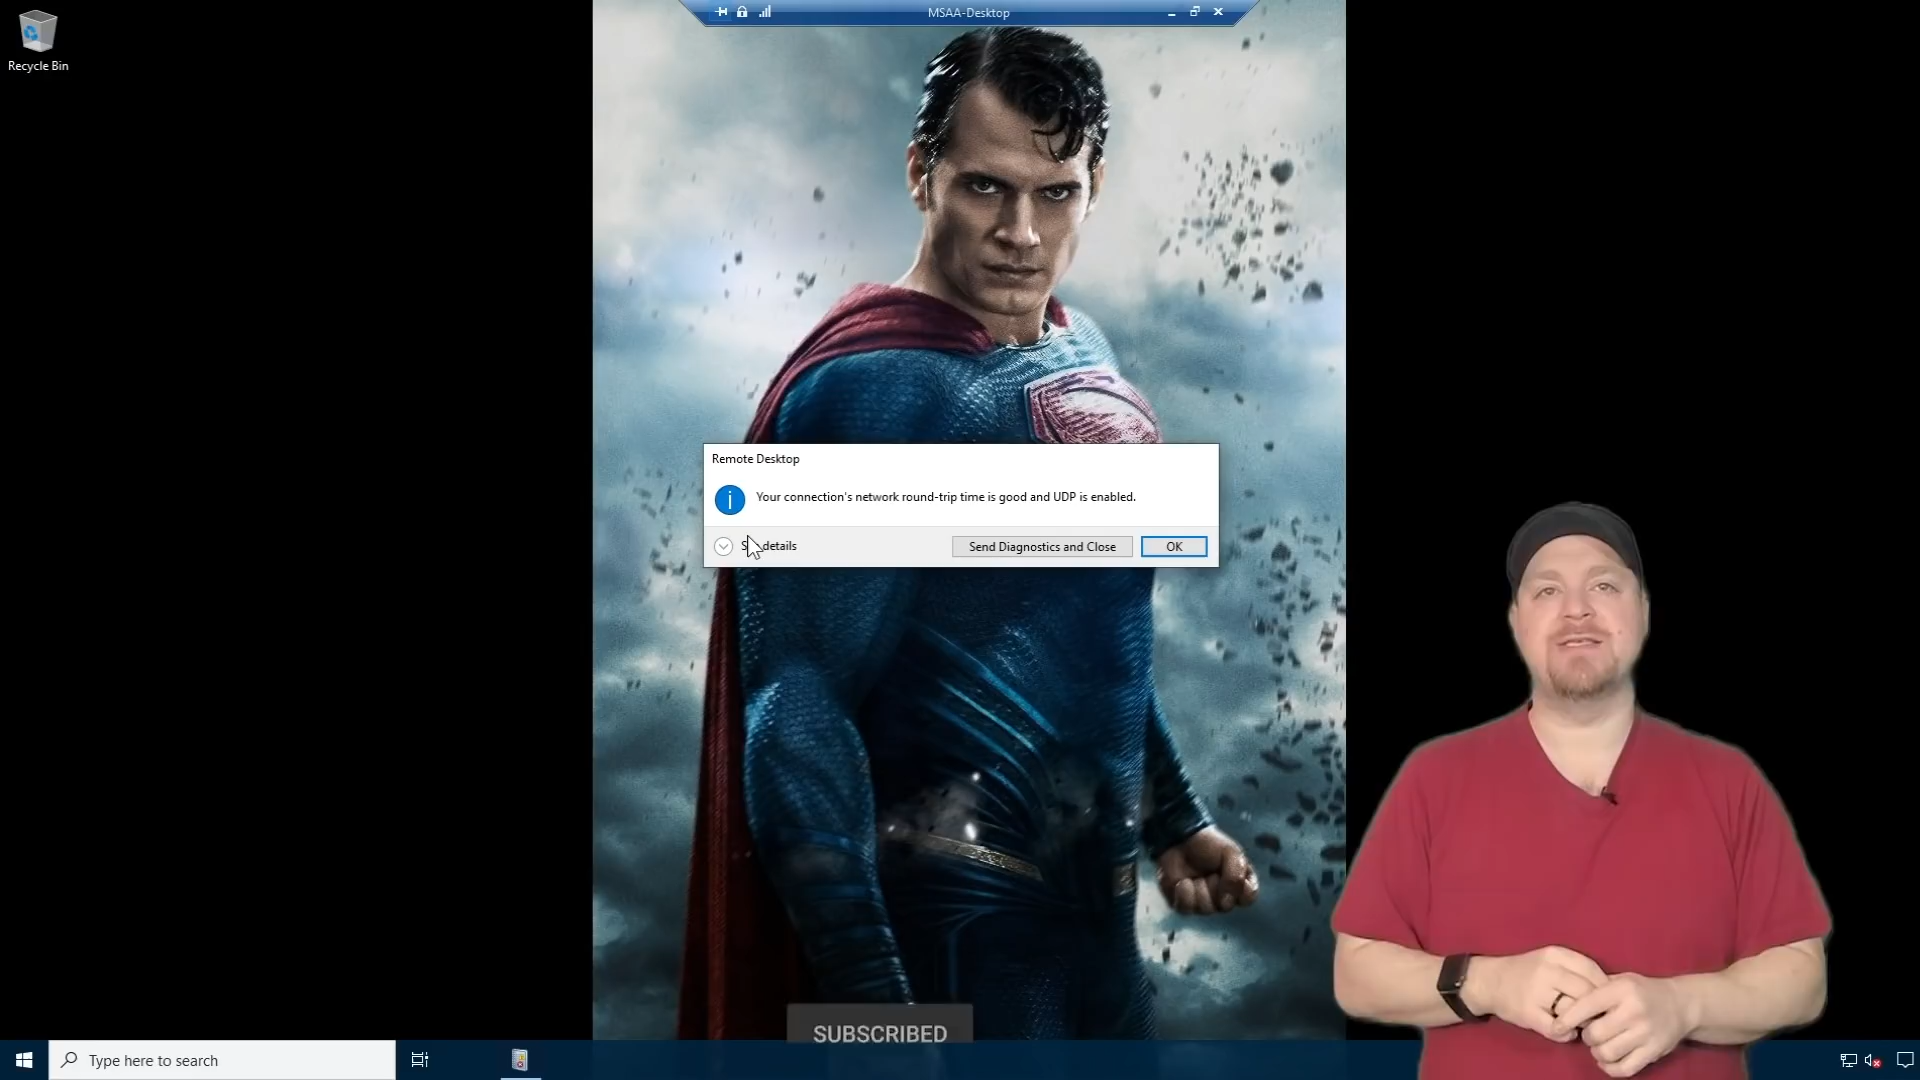 MSAA-Desktop
Recycle Bin
Remote Desktop
Your connection's network round-trip time is good and UDP is enabled.
details
Send Diagnostics and Close
OK
SUBSCRIBED
Type here to search